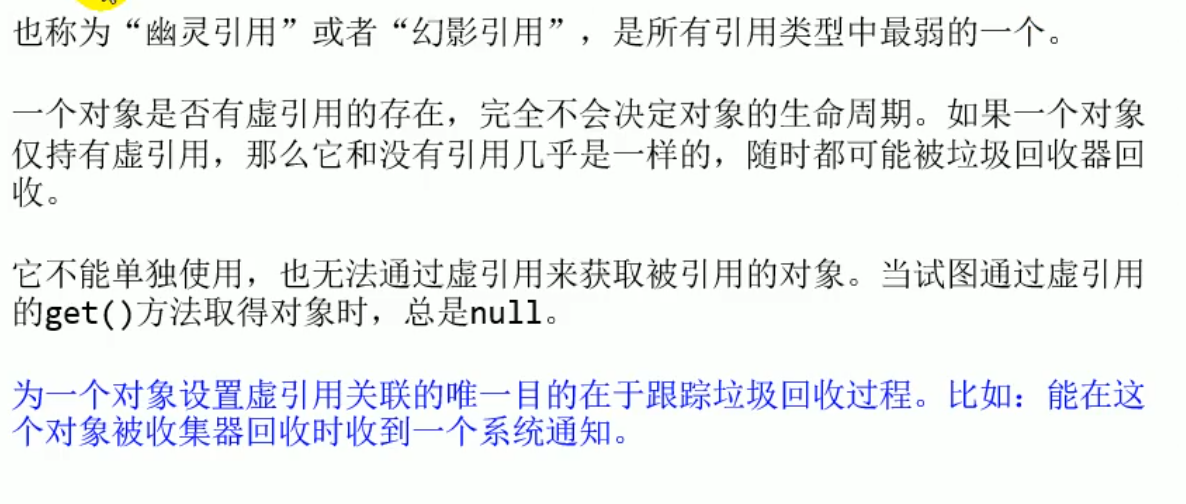 也称为“幽灵引用”或者“幻影引用”，是所有引用类型中最弱的一个。
一个对象是否有虚引用的存在，完全不会决定对象的生命周期。如果一个对象
仅持有虚引用，那么它和没有引用几乎是一样的，随时都可能被垃圾回收器回
收。
它不能单独使用，也无法通过虚引用来获取被引用的对象。当试图通过虚引用
的get()方法取得对象时，总是null。
为一个对象设置虚引用关联的唯一目的在于跟踪垃圾回收过程。比如：能在这
个对象被收集器回收时收到一个系统通知。